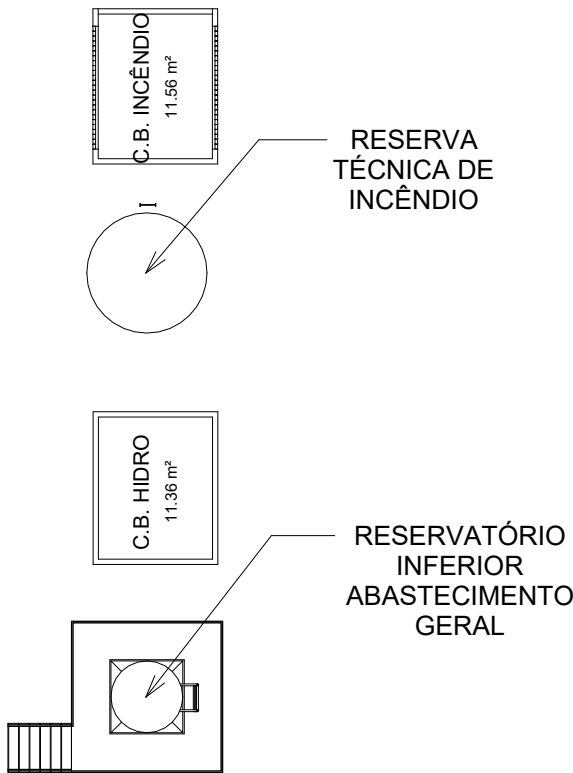 C.B. INCÊNDIO
11.56 m²
RESERVA
TÉCNICA DE
INCÊNDIO
C.B. HIDRO
11.36 m²
RESERVATÓRIO
INFERIOR
ABASTECIMENTO
GERAL